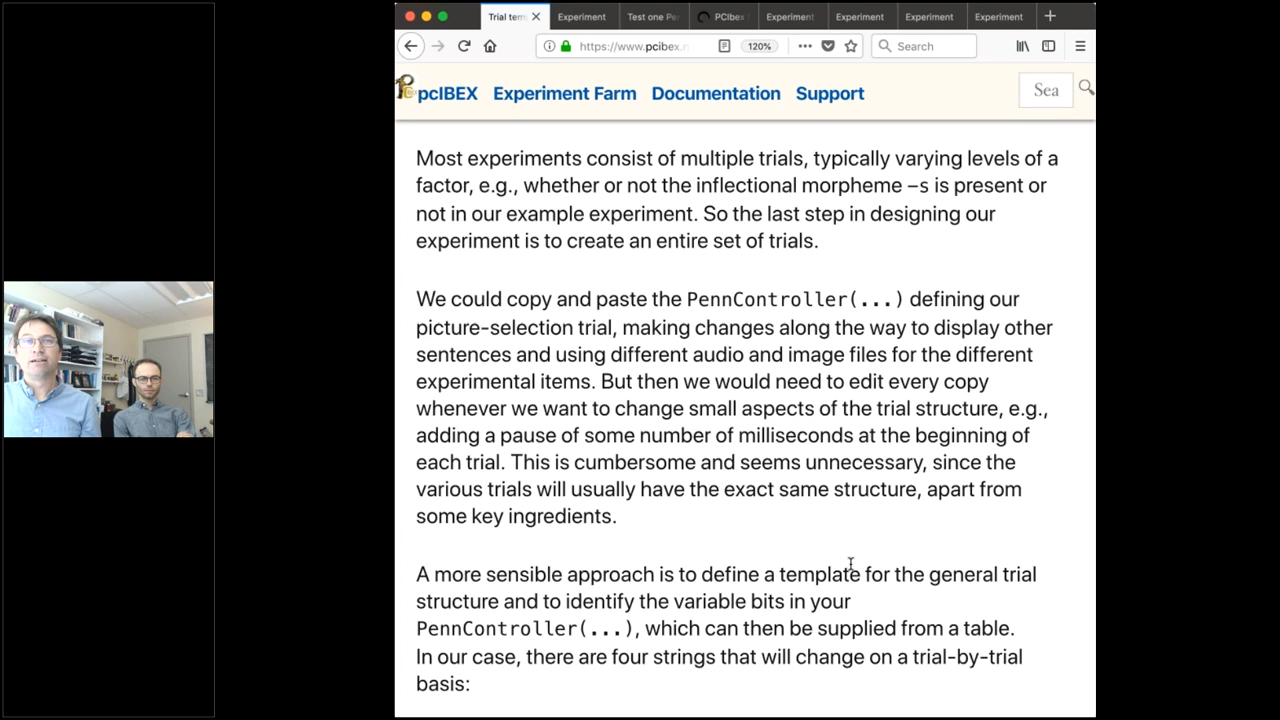 Trial tem
Experiment
Test one Pe
PCIbex
Experiment
Experiment
Experiment
Experiment
https://www.pcibex.
120%
Search
pcIBEX Experiment Farm Documentation Support
Sea
Most experiments consist of multiple trials, typically varying levels of a
factor, e.g., whether or not the inflectional morpheme –s is present or
not in our example experiment. So the last step in designing our
experiment is to create an entire set of trials.
We could copy and paste the PennController(...) defining our
picture-selection trial, making changes along the way to display other
sentences and using different audio and image files for the different
experimental items. But then we would need to edit every copy
whenever we want to change small aspects of the trial structure, e.g.,
adding a pause of some number of milliseconds at the beginning of
each trial. This is cumbersome and seems unnecessary, since the
various trials will usually have the exact same structure, apart from
some key ingredients.
A more sensible approach is to define a template for the general trial
structure and to identify the variable bits in your
PennController(...), which can then be supplied from a table.
In our case, there are four strings that will change on a trial-by-trial
basis: